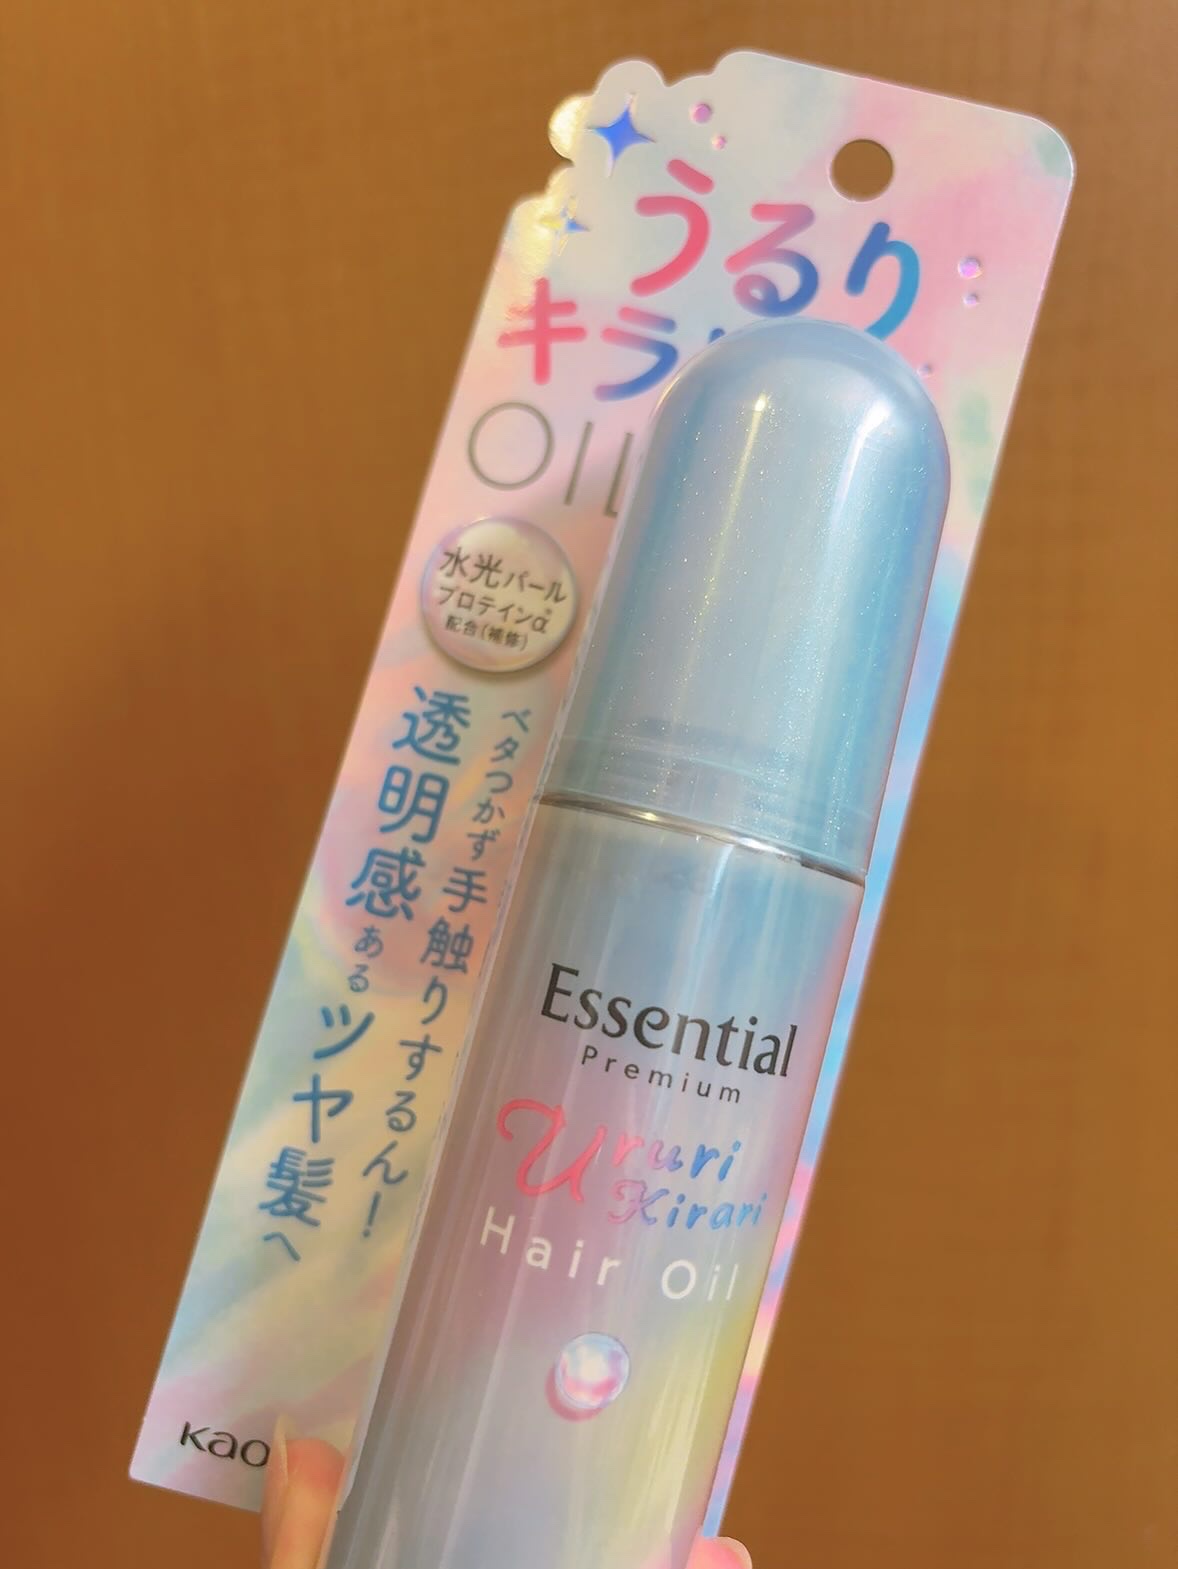 うるり
キラ
OIL
水光パール
プロテインα*
配合(補修)
ベタつかず手触りするん!
透明感あるツヤ髪へ
Essential
Premium
Ururi
Kirari
Hair Oil
Kao